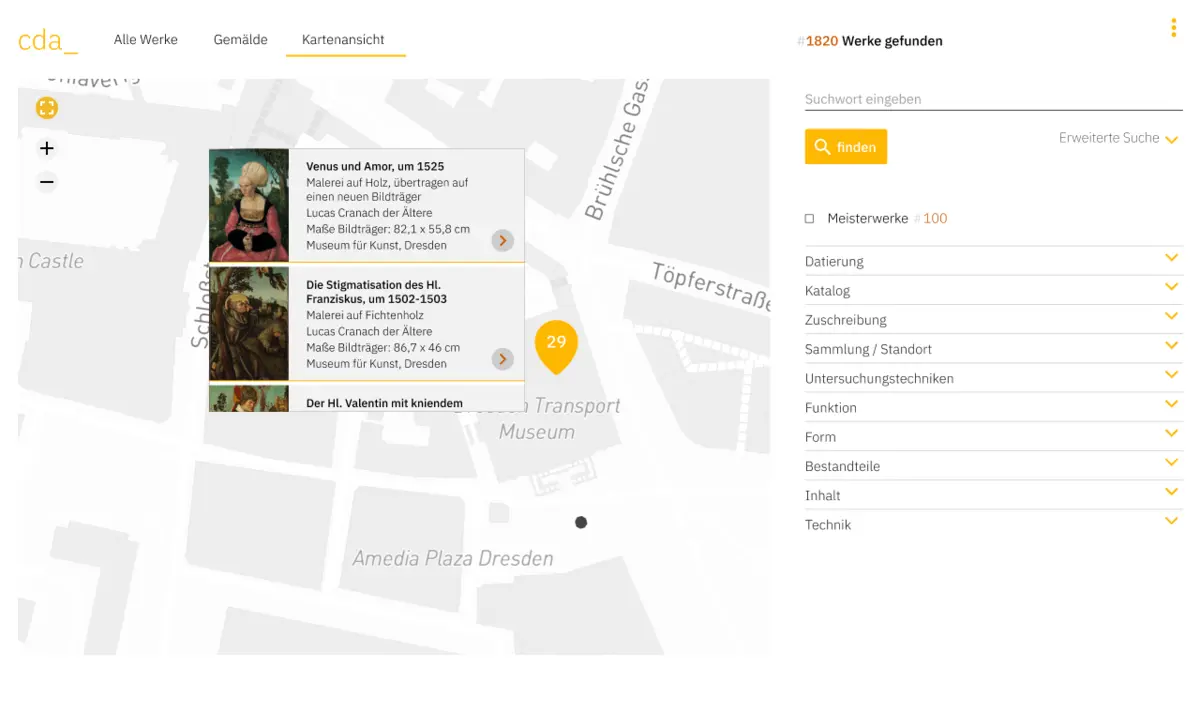 cda_
Alle Werke
Gemälde
Kartenansicht
#1820 Werke gefunden
Suchwort eingeben
finden
Erweiterte Suche
Meisterwerke #100
Datierung
Katalog
Zuschreibung
Sammlung / Standort
Untersuchungstechniken
Funktion
Form
Bestandteile
Inhalt
Technik
Brühlsche Gas
Castle
Töpferstraße
Venus und Amor, um 1525
Malerei auf Holz, übertragen auf
einen neuen Bildträger
Lucas Cranach der Ältere
Maße Bildträger: 82,1 x 55,8 cm
Museum für Kunst, Dresden
Die Stigmatisation des Hl.
Franziskus, um 1502-1503
Malerei auf Fichtenholz
Lucas Cranach der Ältere
Maße Bildträger: 86,7 x 46 cm
Museum für Kunst, Dresden
Der Hl. Valentin mit kniendem
29
Transport
Museum
Amedia Plaza Dresden